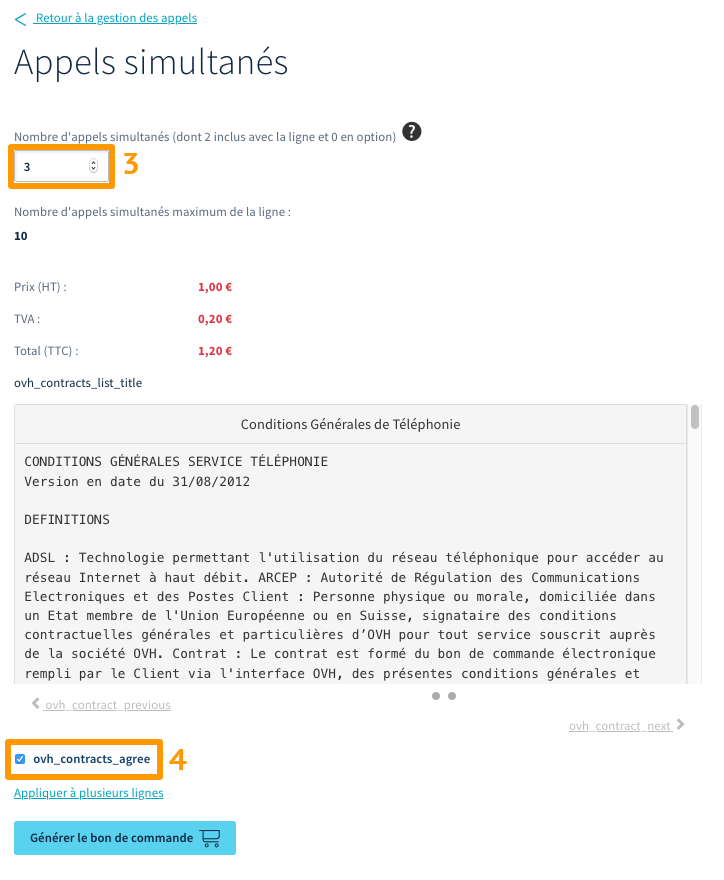 Retour à la gestion des appels
Appels simultanés
Nombre d'appels simultanés (dont 2 inclus avec la ligne et 0 en option) ?
3 3
Nombre d'appels simultanés maximum de la ligne :
10
Prix (HT) : 1,00 €
TVA : 0,20 €
Total (TTC) : 1,20 €
ovh_contracts_list_title
Conditions Générales de Téléphonie
CONDITIONS GÉNÉRALES SERVICE TÉLÉPHONIE
Version en date du 31/08/2012
DEFINITIONS
ADSL : Technologie permettant l'utilisation du réseau téléphonique pour accéder au
réseau Internet à haut débit. ARCEP : Autorité de Régulation des Communications
Electroniques et des Postes Client : Personne physique ou morale, domiciliée dans
un Etat membre de l'Union Européenne ou en Suisse, signataire des conditions
contractuelles générales et particulières d’OVH pour tout service souscrit auprès
de la société OVH. Contrat : Le contrat est formé du bon de commande électronique
rempli par le Client via l'interface OVH, des présentes conditions générales et
ovh_contract_previous
ovh_contract_next
ovh_contracts_agree 4
Appliquer à plusieurs lignes
Générer le bon de commande